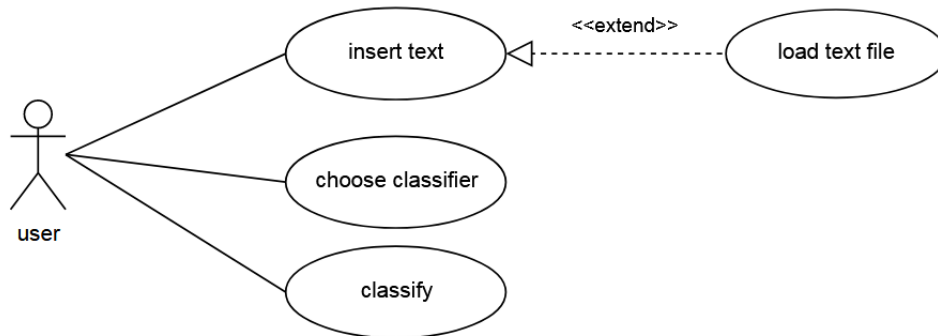 <<extend>>
insert text
load text file
choose classifier
user
classify